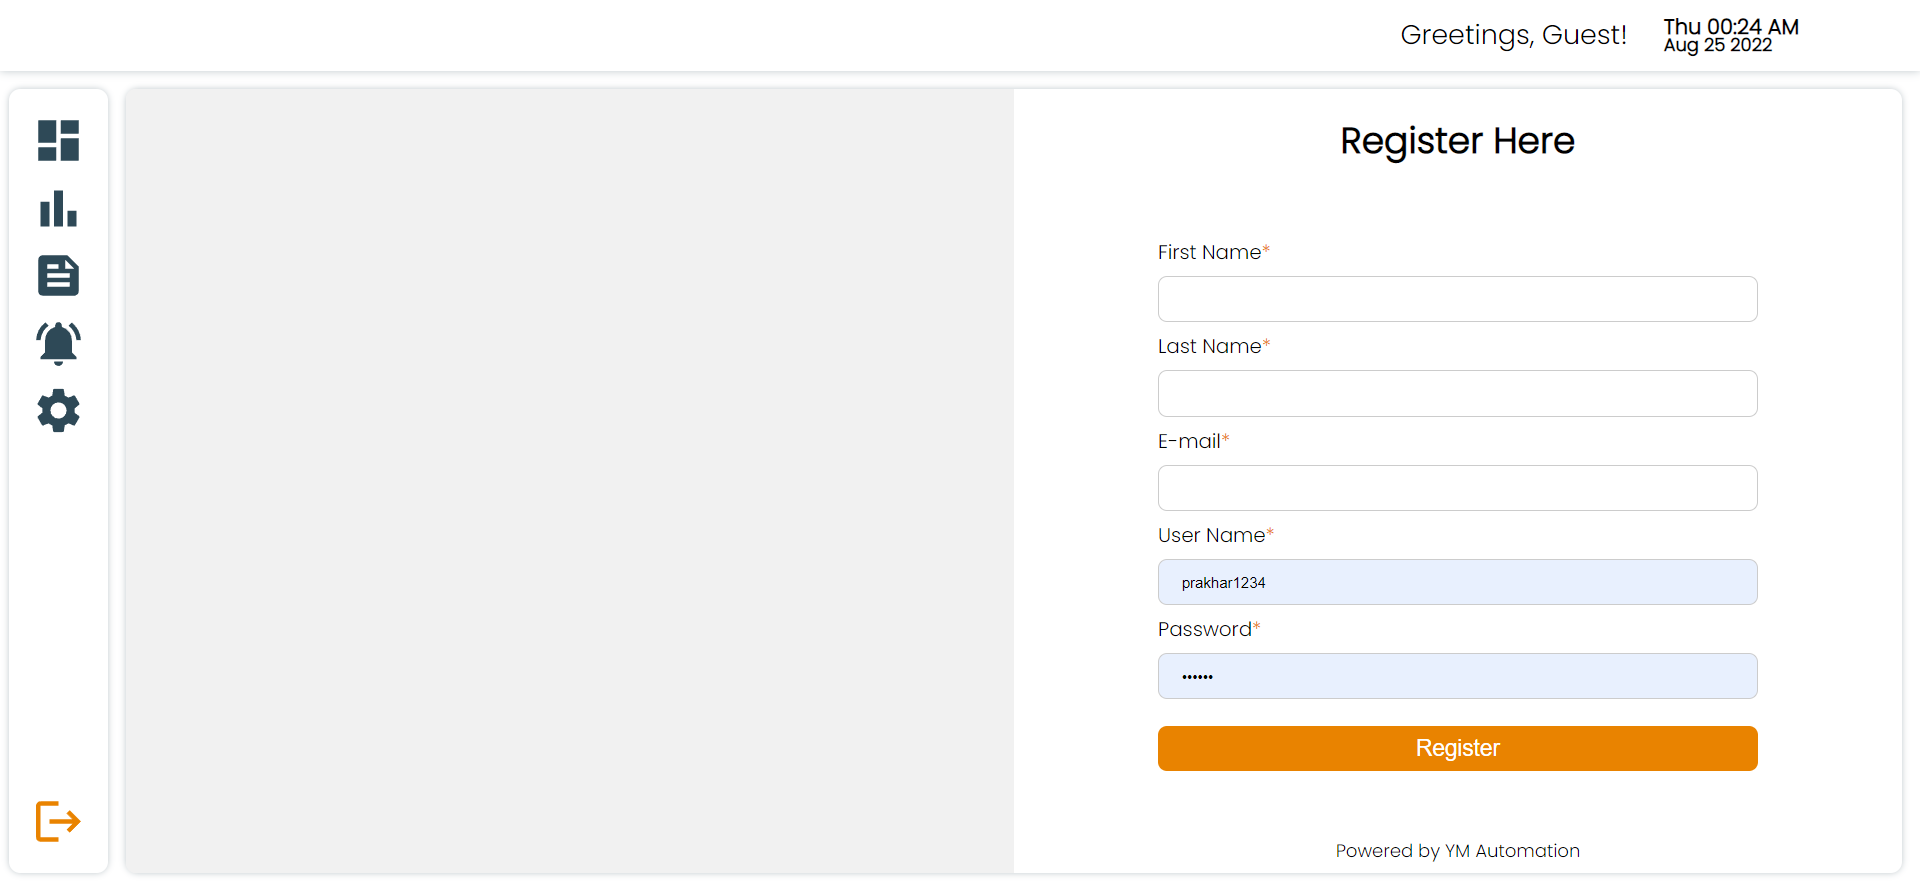 Greetings, Guest!
Thu 00:24 AM
Aug 25 2022
Register Here
First Name*
Last Name*
E-mail*
User Name*
prakhar1234
Password*
••••••
Register
Powered by YM Automation